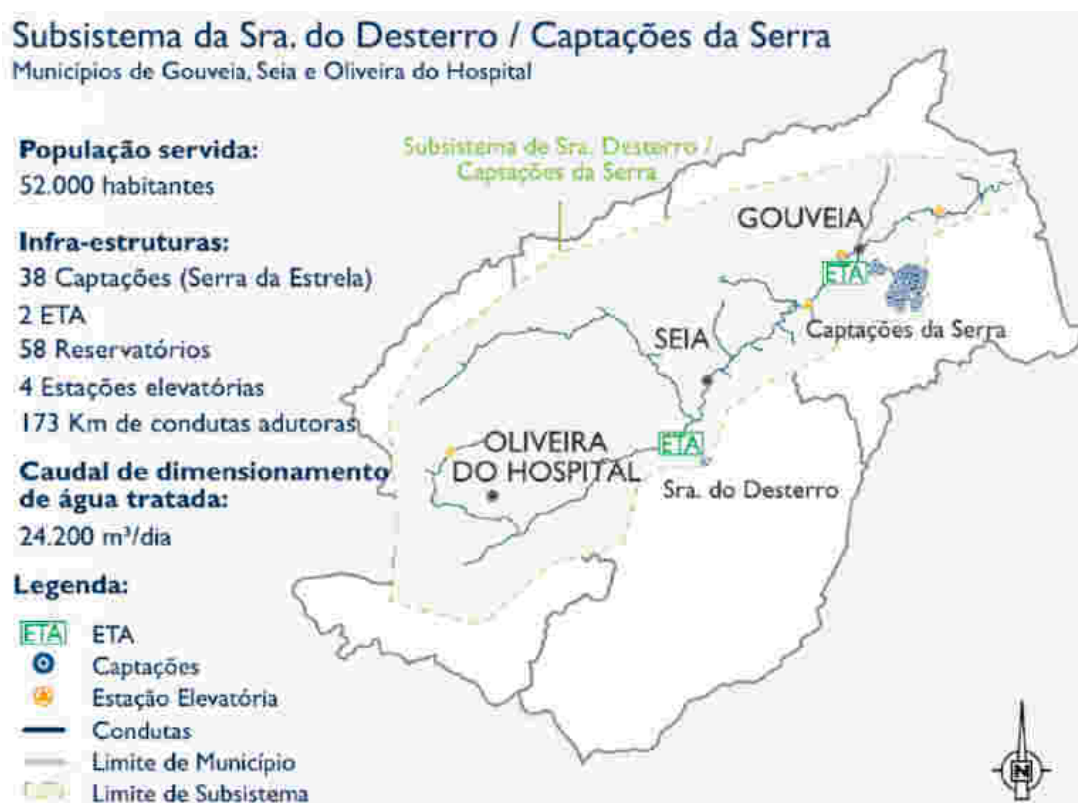 Subsistema da Sra. do Desterro / Captações da Serra
Municípios de Gouveia, Seia e Oliveira do Hospital
População servida:
52.000 habitantes
Infra-estruturas:
38 Captações (Serra da Estrela)
2 ETA
58 Reservatórios
4 Estações elevatórias
173 Km de condutas adutoras
Caudal de dimensionamento
de água tratada:
24.200 m³/dia
Legenda:
ETA ETA
Captações
Estação Elevatória
Condutas
Limite de Município
Limite de Subsistema
Subsistema de Sra. Desterro /
Captações da Serra
GOUVEIA
ETA
Captações da Serra
SEIA
ETA
OLIVEIRA
DO HOSPITAL
Sra. do Desterro
N